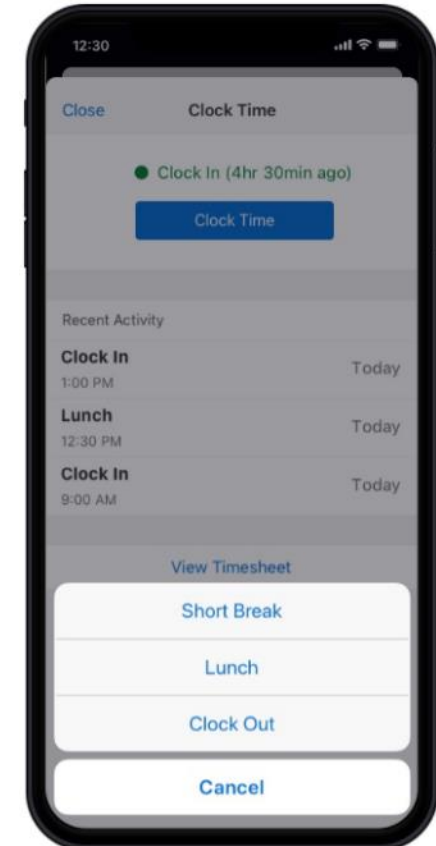 12:30
Close Clock Time
Clock In (4hr 30min ago)
Clock Time
Recent Activity
Clock In
Today
1:00 PM
Lunch
Today
12:30 PM
Clock In
Today
9:00 AM
View Timesheet
Short Break
Lunch
Clock Out
Cancel